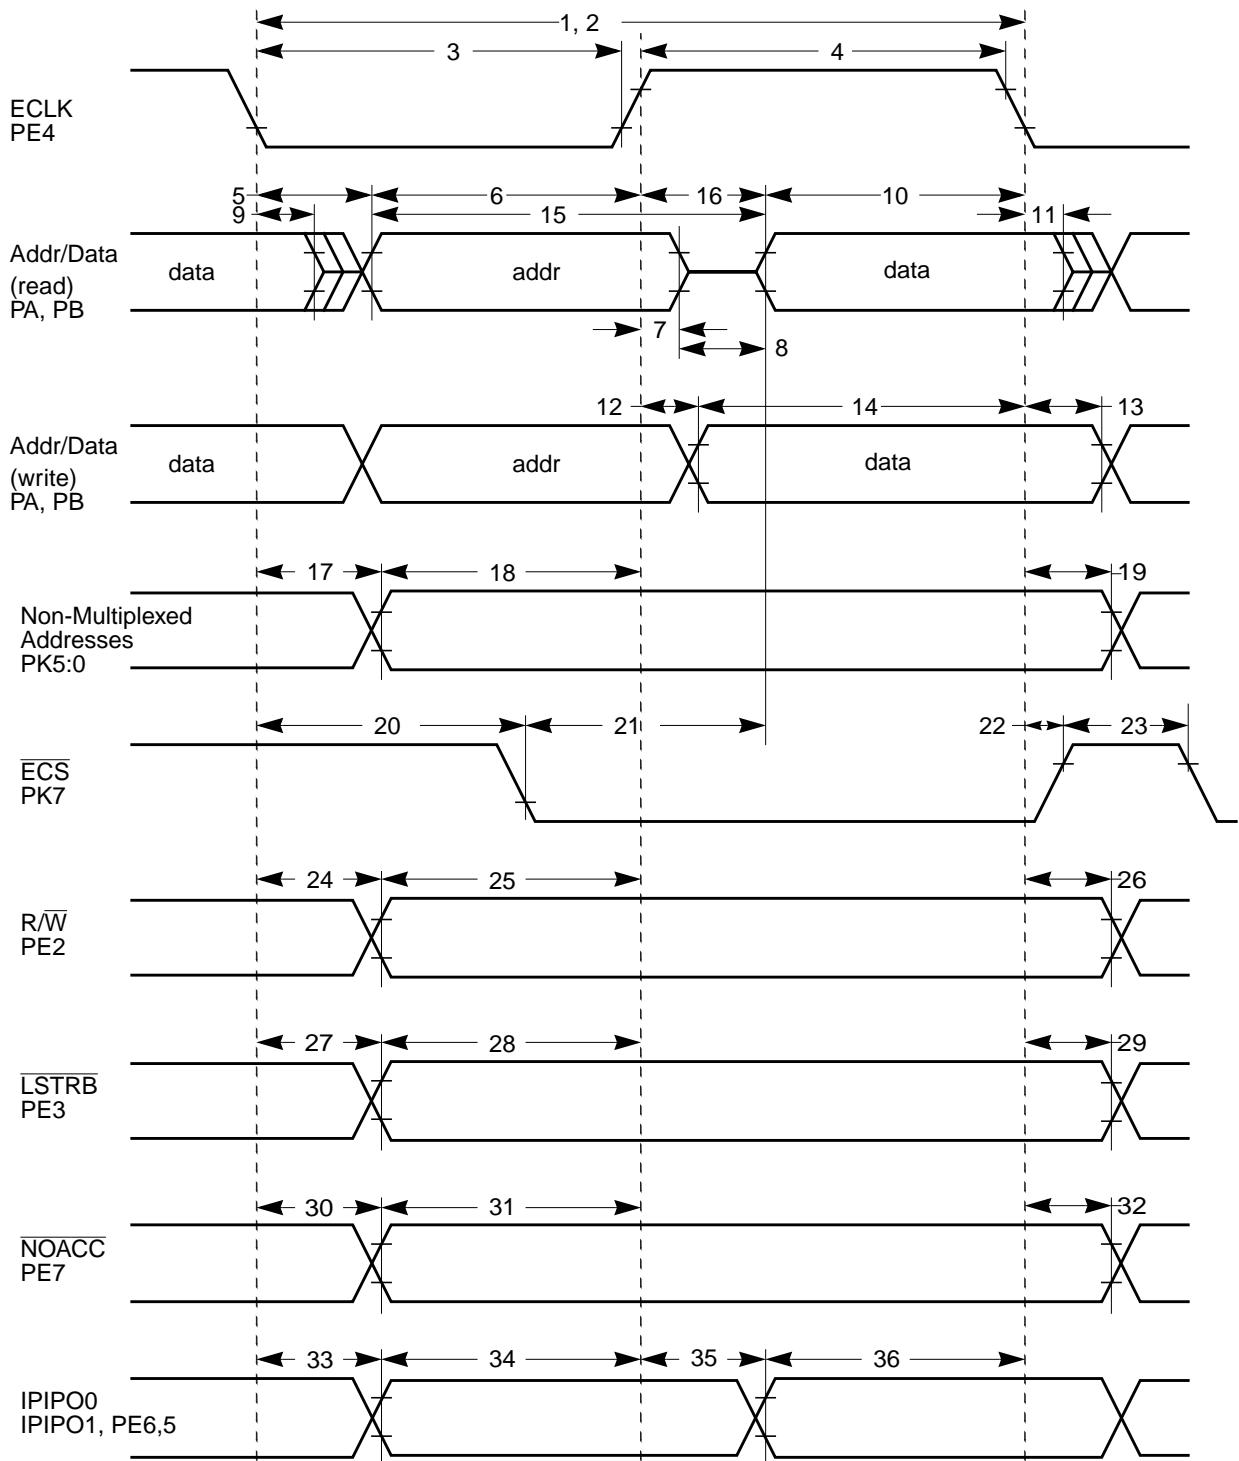 1, 2
3
4
ECLK
PE4
5
6
16
10
9
15
11
Addr/Data
(read)
PA, PB
data
addr
data
7
8
12
14
13
Addr/Data
(write)
PA, PB
data
addr
data
17
18
19
Non-Multiplexed
Addresses
PK5:0
20
21
22
23
ECS
PK7
24
25
26
R/W
PE2
27
28
29
LSTRB
PE3
30
31
32
NOACC
PE7
33
34
35
36
IPIPO0
IPIPO1, PE6,5